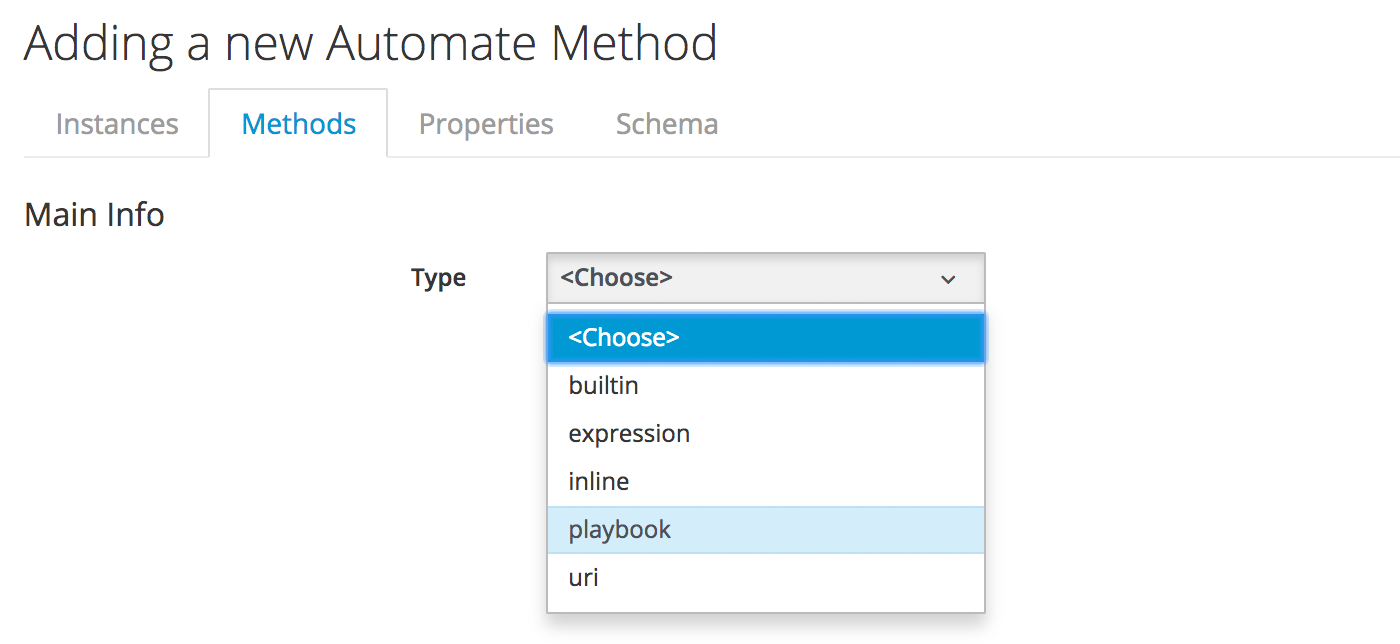 Adding a new Automate Method
Instances Methods Properties Schema
Main Info
Type <Choose>
<Choose>
builtin
expression
inline
playbook
uri